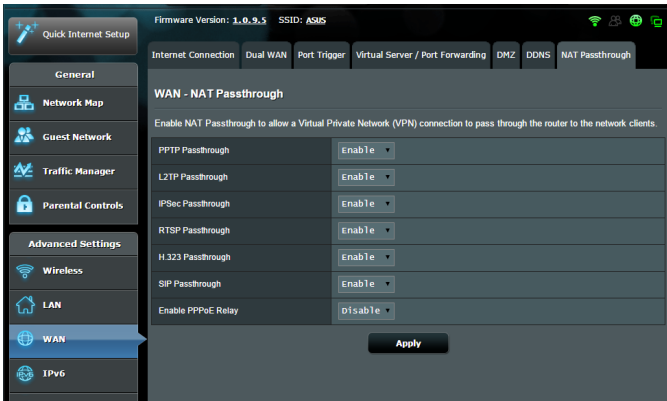 Quick Internet Setup
General
Network Map
Guest Network
Traffic Manager
Parental Controls
Advanced Settings
Wireless
LAN
WAN
IPv6
Firmware Version: 1.0.9.5 SSID: ASUS
Internet Connection Dual WAN Port Trigger Virtual Server / Port Forwarding DMZ DDNS NAT Passthrough
WAN - NAT Passthrough
Enable NAT Passthrough to allow a Virtual Private Network (VPN) connection to pass through the router to the network clients.
PPTP Passthrough Enable
L2TP Passthrough Enable
IPSec Passthrough Enable
RTSP Passthrough Enable
H.323 Passthrough Enable
SIP Passthrough Enable
Enable PPPoE Relay Disable
Apply